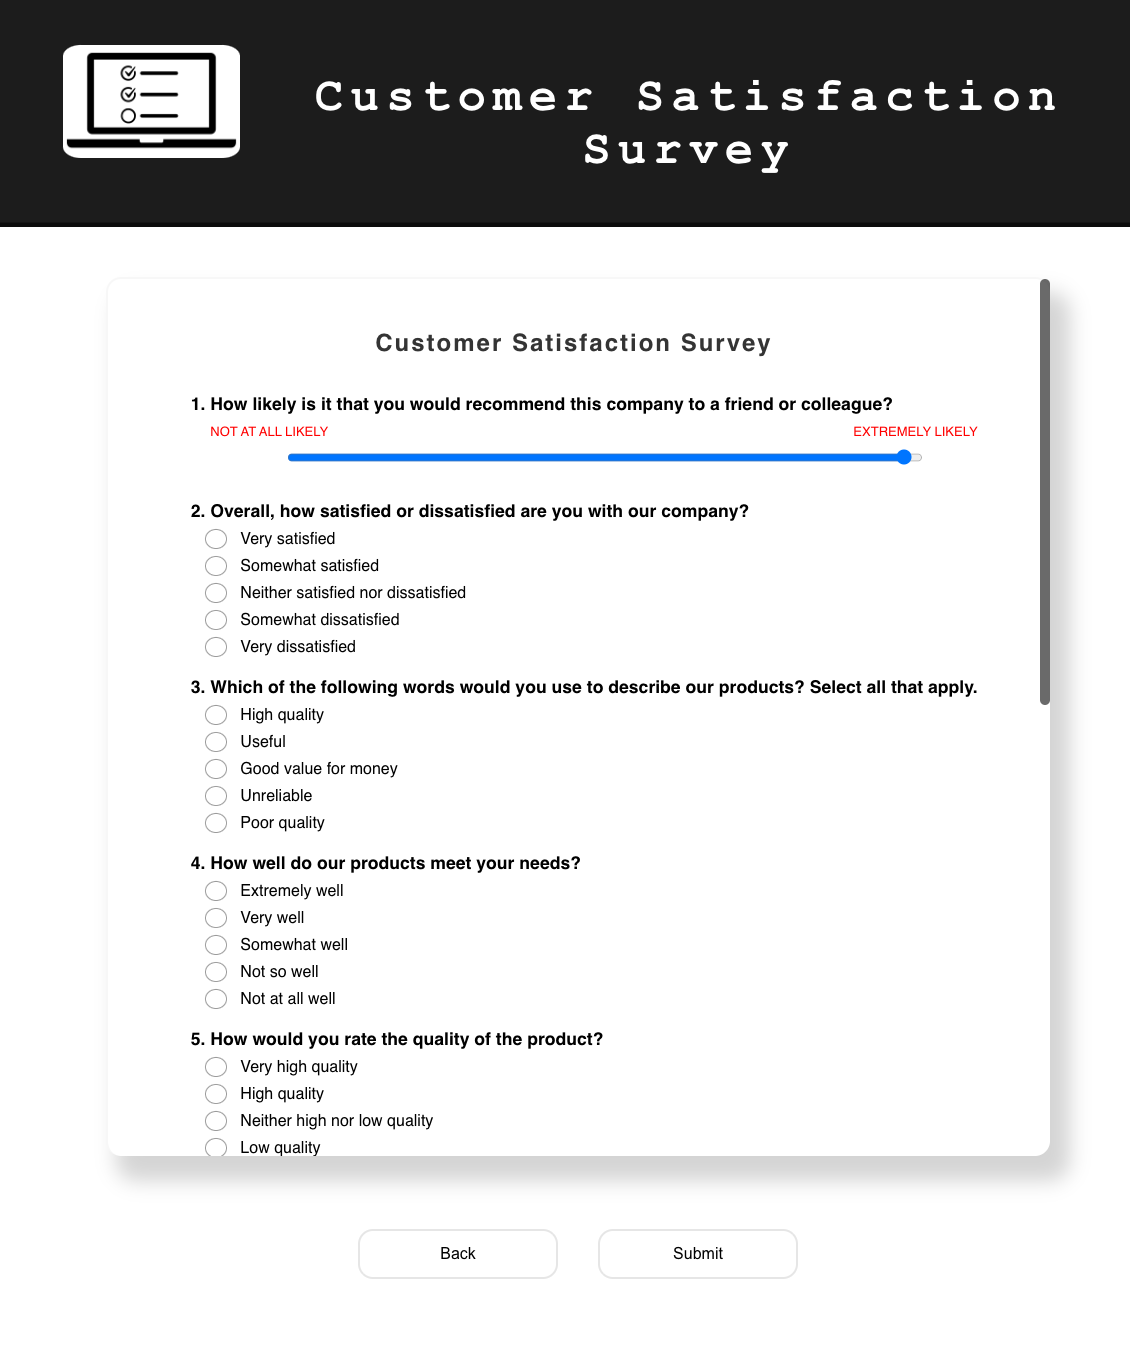 Customer Satisfaction
Survey
Customer Satisfaction Survey
1. How likely is it that you would recommend this company to a friend or colleague?
NOT AT ALL LIKELY EXTREMELY LIKELY
2. Overall, how satisfied or dissatisfied are you with our company?
Very satisfied
Somewhat satisfied
Neither satisfied nor dissatisfied
Somewhat dissatisfied
Very dissatisfied
3. Which of the following words would you use to describe our products? Select all that apply.
High quality
Useful
Good value for money
Unreliable
Poor quality
4. How well do our products meet your needs?
Extremely well
Very well
Somewhat well
Not so well
Not at all well
5. How would you rate the quality of the product?
Very high quality
High quality
Neither high nor low quality
Low quality
Back Submit